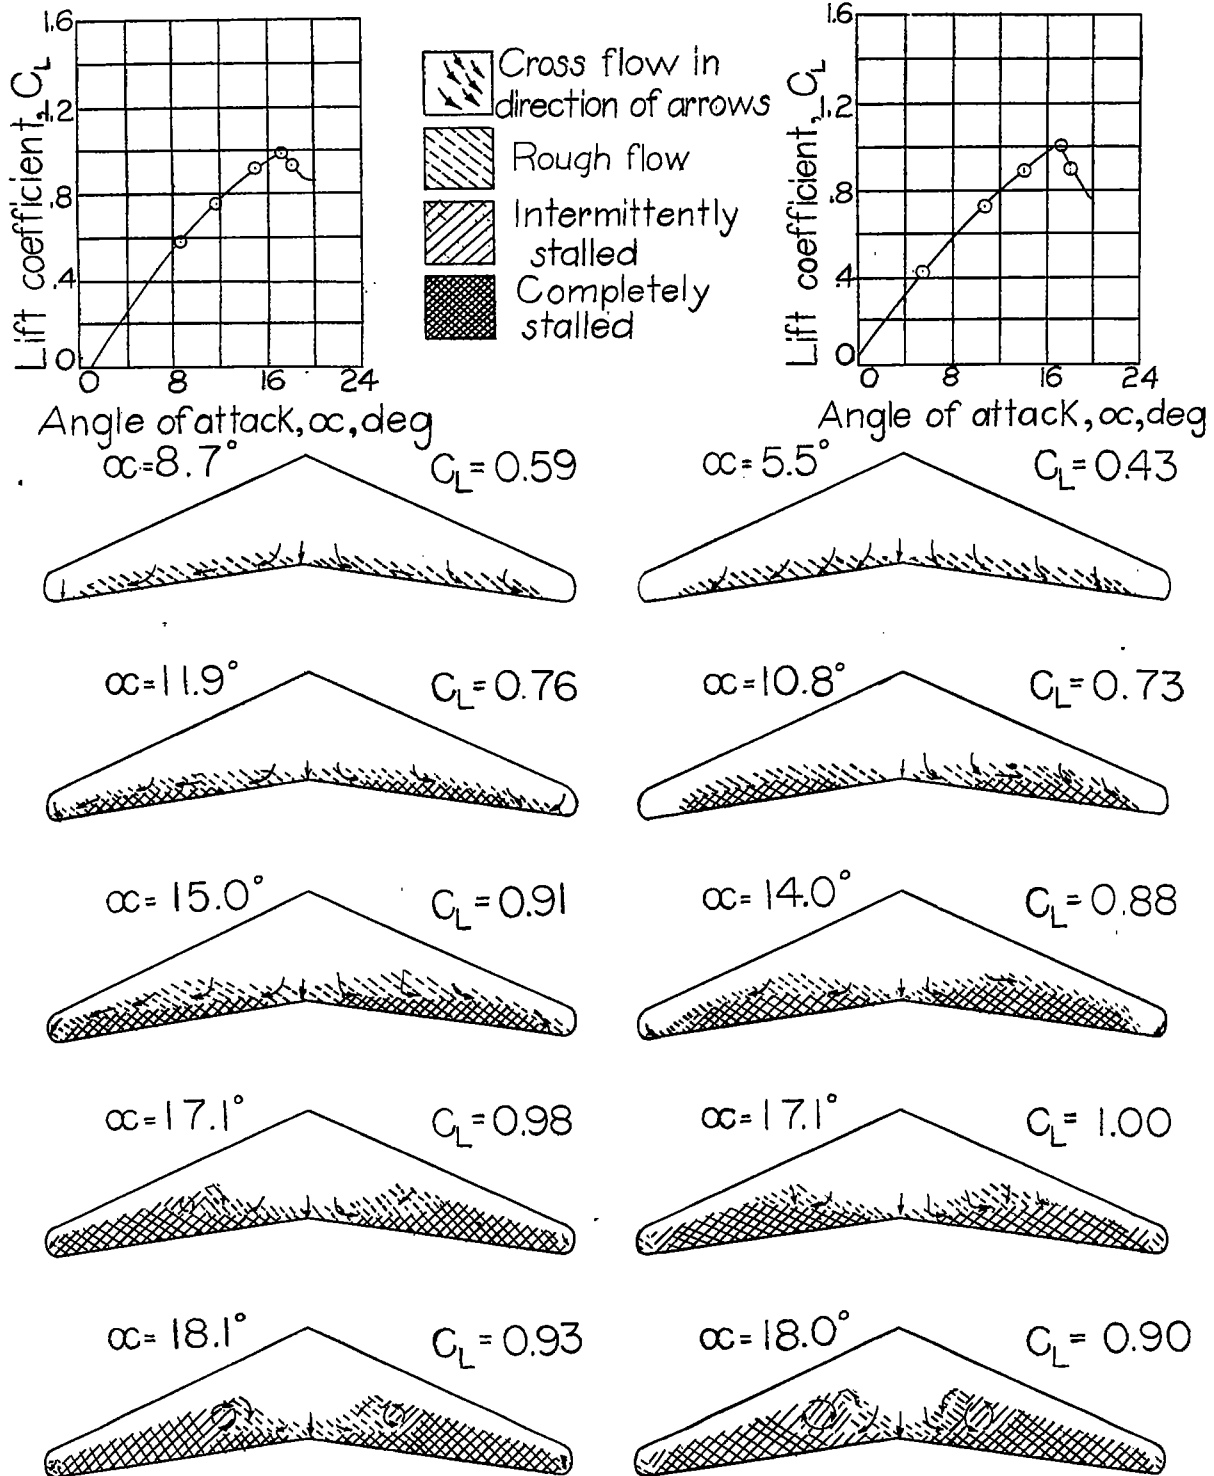 1.6
1.2
.8
.4
0
Lift coefficient, C_L
0 8 16 24
Angle of attack, ∝, deg
Cross flow in
direction of arrows
Rough flow
Intermittently
stalled
Completely
stalled
1.6
1.2
.8
.4
0
Lift coefficient, C_L
0 8 16 24
Angle of attack, ∝, deg
∝=8.7° C_L=0.59
∝=5.5° C_L=0.43
∝=11.9° C_L=0.76
∝=10.8° C_L=0.73
∝=15.0° C_L=0.91
∝=14.0° C_L=0.88
∝=17.1° C_L=0.98
∝=17.1° C_L=1.00
∝=18.1° C_L=0.93
∝=18.0° C_L=0.90